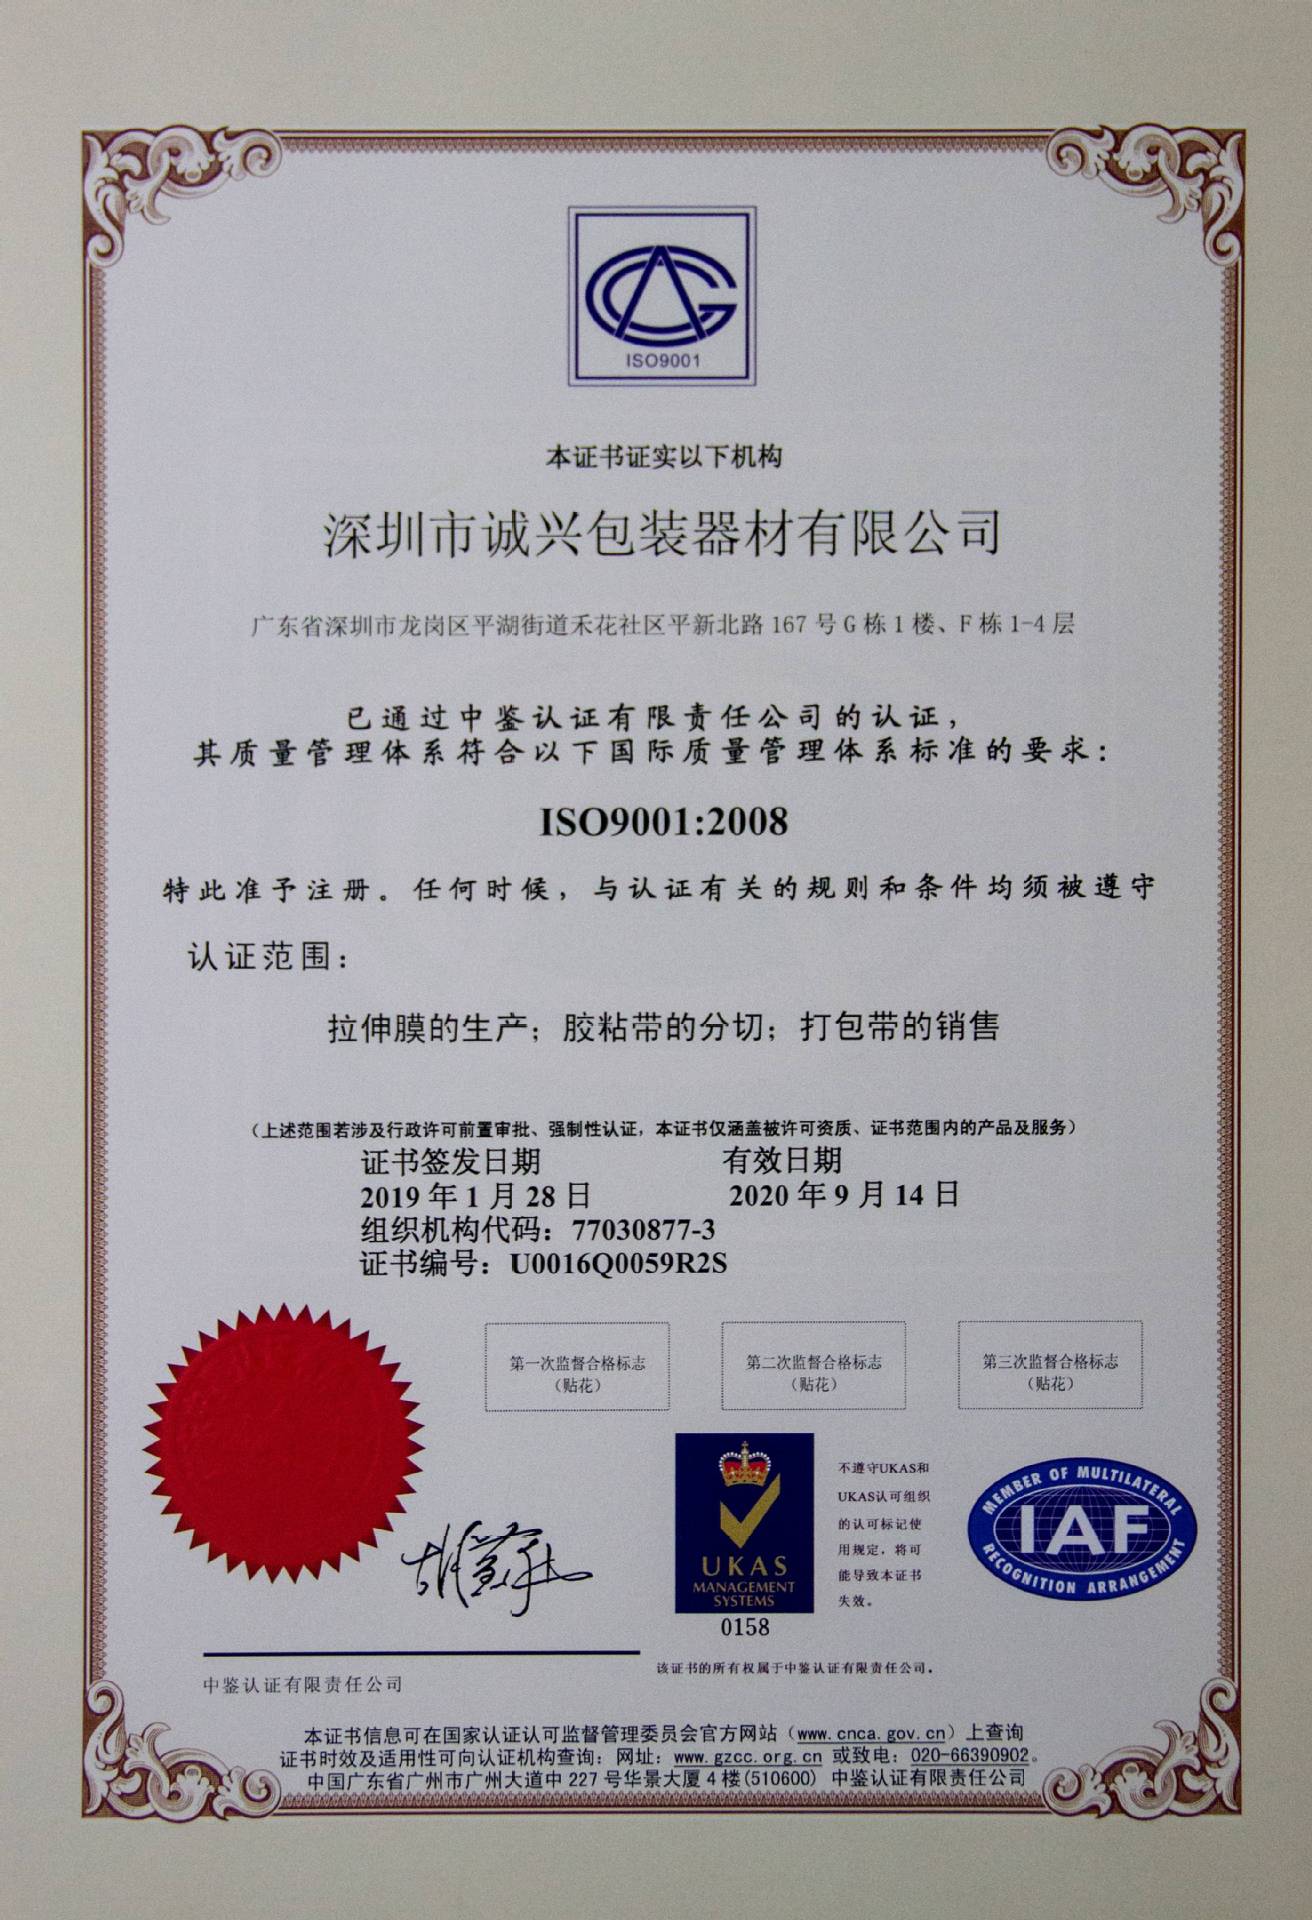 CAG
ISO9001
本证书证实以下机构
深圳市诚兴包装器材有限公司
广东省深圳市龙岗区平湖街道禾花社区平新北路 167 号 G 栋 1 楼、F 栋 1-4 层
已通过中鉴认证有限责任公司的认证，
其质量管理体系符合以下国际质量管理体系标准的要求：
ISO9001:2008
特此准予注册。任何时候，与认证有关的规则和条件均须被遵守
认证范围：
拉伸膜的生产；胶粘带的分切；打包带的销售
（上述范围若涉及行政许可前置审批、强制性认证，本证书仅涵盖被许可资质、证书范围内的产品及服务）
证书签发日期 有效日期
2019 年 1 月 28 日 2020 年 9 月 14 日
组织机构代码：77030877-3
证书编号：U0016Q0059R2S
第一次监督合格标志
（贴花）
第二次监督合格标志
（贴花）
第三次监督合格标志
（贴花）
UKAS
MANAGEMENT
SYSTEMS
0158
不遵守UKAS和
UKAS认可组织
的认可标记使
用规定，将可
能导致本证书
失效。
MEMBER OF MULTILATERAL
IAF
RECOGNITION ARRANGEMENT
该证书的所有权属于中鉴认证有限责任公司。
中鉴认证有限责任公司
本证书信息可在国家认证认可监督管理委员会官方网站（www.cnca.gov.cn）上查询
证书时效及适用性可向认证机构查询：网址：www.gzcc.org.cn 或致电：020-66390902。
中国广东省广州市广州大道中 227 号华景大厦 4 楼(510600) 中鉴认证有限责任公司